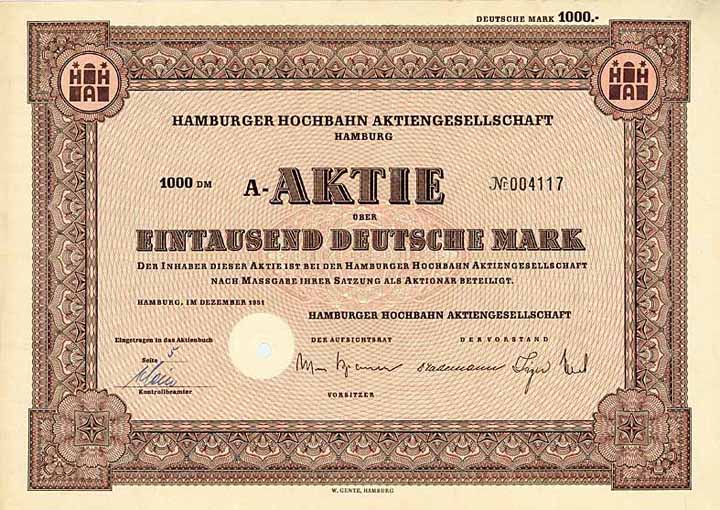 DEUTSCHE MARK 1000.-
HHA HHA
HAMBURGER HOCHBAHN AKTIENGESELLSCHAFT
HAMBURG
1000 DM A-AKTIE № 004117
ÜBER
EINTAUSEND DEUTSCHE MARK
DER INHABER DIESER AKTIE IST BEI DER HAMBURGER HOCHBAHN AKTIENGESELLSCHAFT
NACH MASSGABE IHRER SATZUNG ALS AKTIONÄR BETEILIGT.
HAMBURG, IM DEZEMBER 1951
HAMBURGER HOCHBAHN AKTIENGESELLSCHAFT
Eingetragen in das Aktienbuch DER AUFSICHTSRAT DER VORSTAND
Seite 5
Kontrollbeamter
VORSITZER
W. GENTE, HAMBURG